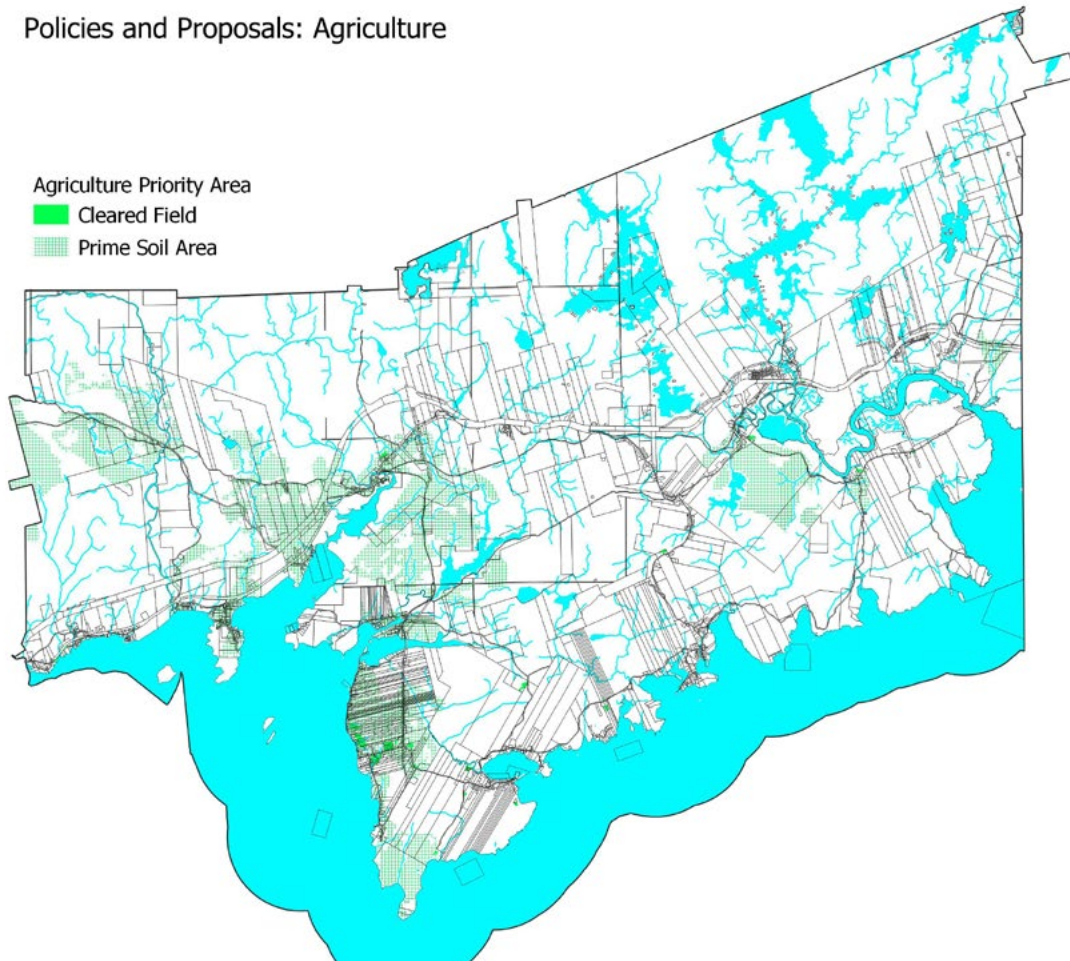 Policies and Proposals: Agriculture
Agriculture Priority Area
Cleared Field
Prime Soil Area